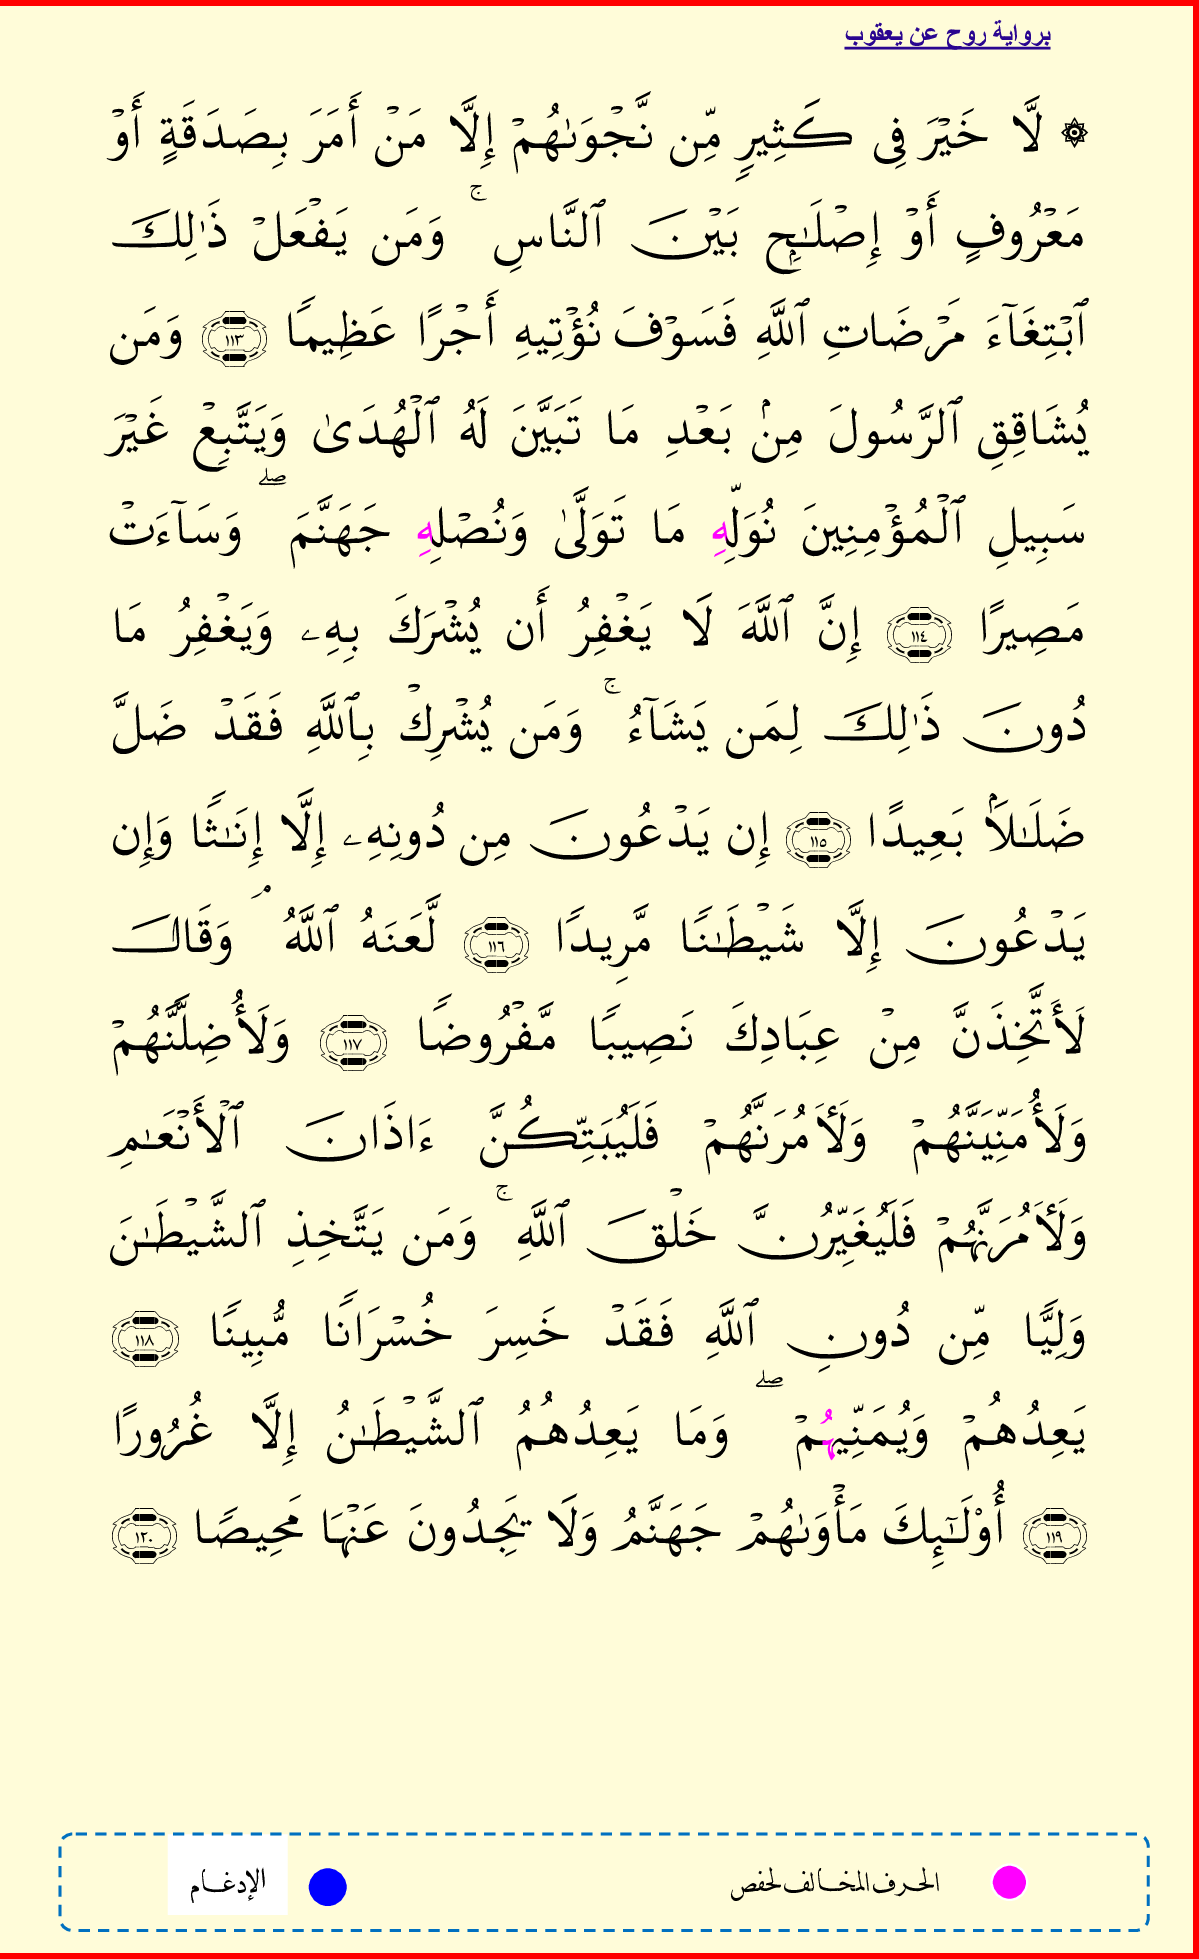 برواية روح عن يعقوب
۞ لَّا خَيْرَ فِى كَثِيرٍ مِّن نَّجْوَىٰهُمْ إِلَّا مَنْ أَمَرَ بِصَدَقَةٍ أَوْ
مَعْرُوفٍ أَوْ إِصْلَٰحٍۭ بَيْنَ ٱلنَّاسِ ۚ وَمَن يَفْعَلْ ذَٰلِكَ
ٱبْتِغَآءَ مَرْضَاتِ ٱللَّهِ فَسَوْفَ نُؤْتِيهِ أَجْرًا عَظِيمًا ١١٣ وَمَن
يُشَاقِقِ ٱلرَّسُولَ مِنۢ بَعْدِ مَا تَبَيَّنَ لَهُ ٱلْهُدَىٰ وَيَتَّبِعْ غَيْرَ
سَبِيلِ ٱلْمُؤْمِنِينَ نُوَلِّهِ مَا تَوَلَّىٰ وَنُصْلِهِ جَهَنَّمَ ۖ وَسَآءَتْ
مَصِيرًا ١١٤ إِنَّ ٱللَّهَ لَا يَغْفِرُ أَن يُشْرَكَ بِهِۦ وَيَغْفِرُ مَا
دُونَ ذَٰلِكَ لِمَن يَشَآءُ ۚ وَمَن يُشْرِكْ بِٱللَّهِ فَقَدْ ضَلَّ
ضَلَٰلًۢا بَعِيدًا ١١٥ إِن يَدْعُونَ مِن دُونِهِۦ إِلَّا إِنَٰثًا وَإِن
يَدْعُونَ إِلَّا شَيْطَٰنًا مَّرِيدًا ١١٦ لَّعَنَهُ ٱللَّهُ ۘ وَقَالَ
لَأَتَّخِذَنَّ مِنْ عِبَادِكَ نَصِيبًا مَّفْرُوضًا ١١٧ وَلَأُضِلَّنَّهُمْ
وَلَأُمَنِّيَنَّهُمْ وَلَءَامُرَنَّهُمْ فَلَيُبَتِّكُنَّ ءَاذَانَ ٱلْأَنْعَٰمِ
وَلَءَامُرَنَّهُمْ فَلَيُغَيِّرُنَّ خَلْقَ ٱللَّهِ ۚ وَمَن يَتَّخِذِ ٱلشَّيْطَٰنَ
وَلِيًّا مِّن دُونِ ٱللَّهِ فَقَدْ خَسِرَ خُسْرَانًا مُّبِينًا ١١٨
يَعِدُهُمْ وَيُمَنِّيهُمْ ۖ وَمَا يَعِدُهُمُ ٱلشَّيْطَٰنُ إِلَّا غُرُورًا
١١٩ أُو۟لَٰٓئِكَ مَأْوَىٰهُمْ جَهَنَّمُ وَلَا يَجِدُونَ عَنْهَا مَحِيصًا ١٢٠
الحرف المخالف لحفص الإدغام